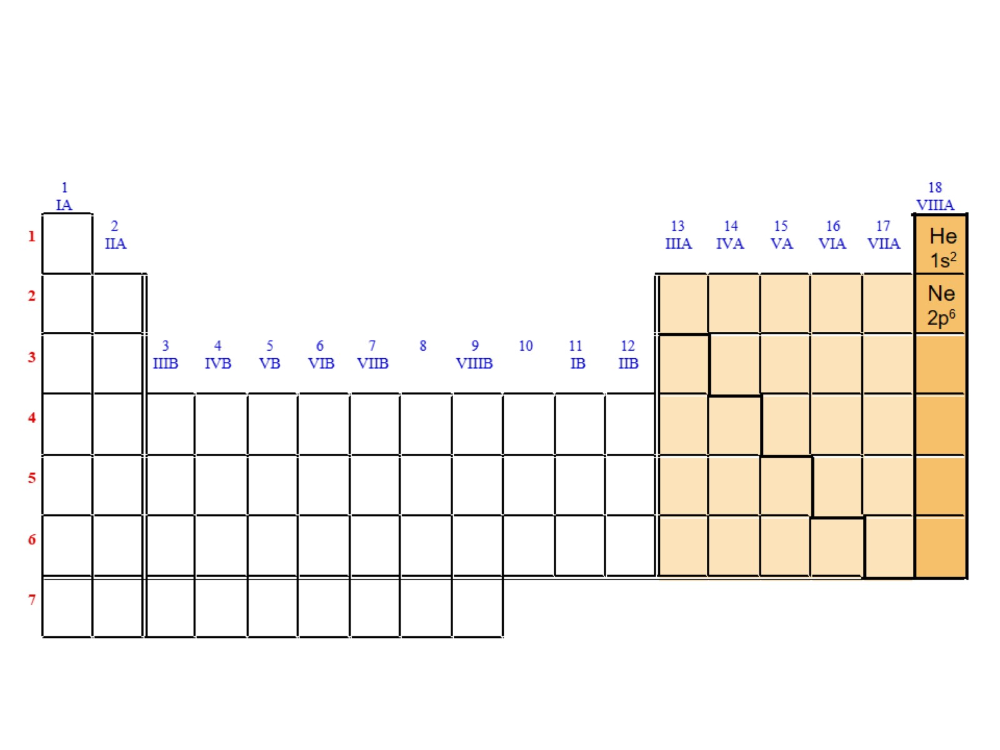 1
IA
18
VIIIA
2
IIA
13
IIIA
14
IVA
15
VA
16
VIA
17
VIIA
1
He
1s²
2
Ne
2p⁶
3
3
IIIB
4
IVB
5
VB
6
VIB
7
VIIB
8
9
VIIIB
10
11
IB
12
IIB
4
5
6
7